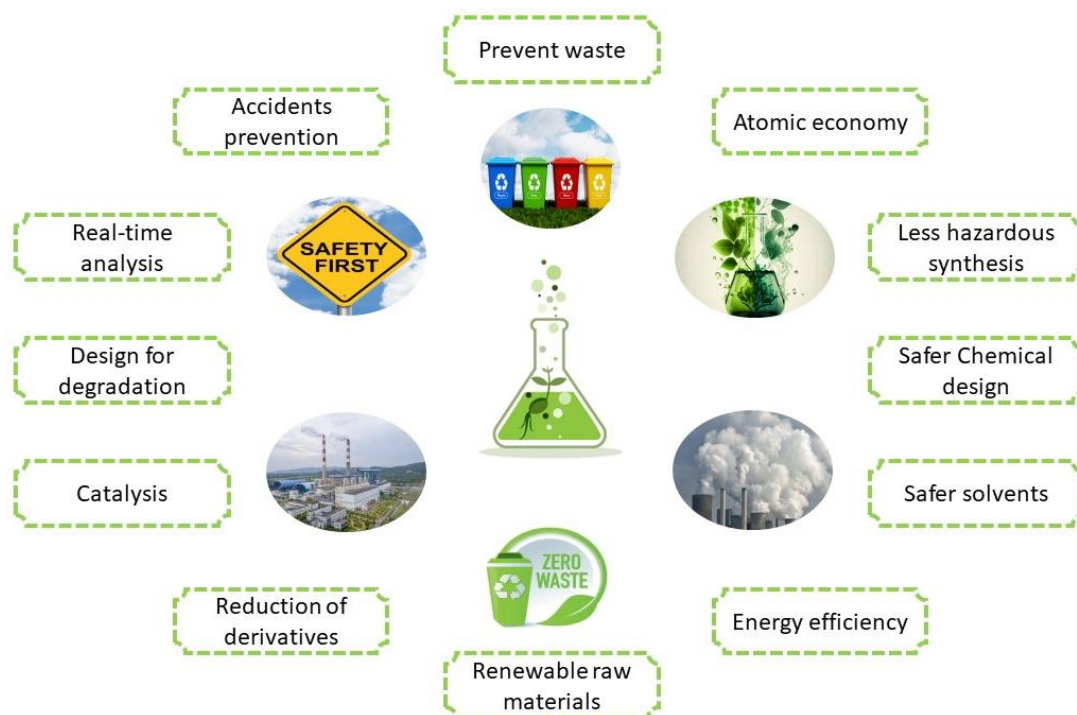 Prevent waste
Accidents
prevention
Atomic economy
Real-time
analysis
SAFETY
FIRST
Less hazardous
synthesis
Design for
degradation
Safer Chemical
design
Catalysis
Safer solvents
ZERO
WASTE
Reduction of
derivatives
Energy efficiency
Renewable raw
materials